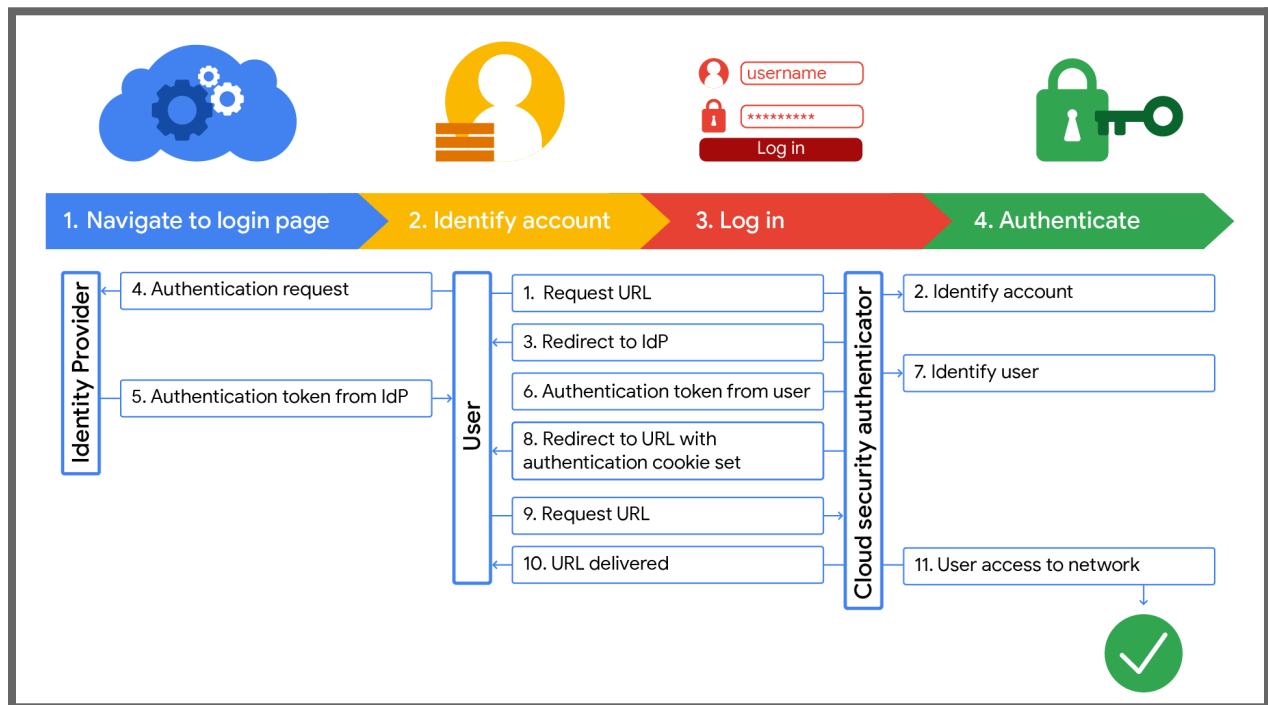 username
*********
Log in
1. Navigate to login page
2. Identify account
3. Log in
4. Authenticate
Identity Provider
4. Authentication request
5. Authentication token from IdP
User
1. Request URL
3. Redirect to IdP
6. Authentication token from user
8. Redirect to URL with
authentication cookie set
9. Request URL
10. URL delivered
Cloud security authenticator
2. Identify account
7. Identify user
11. User access to network